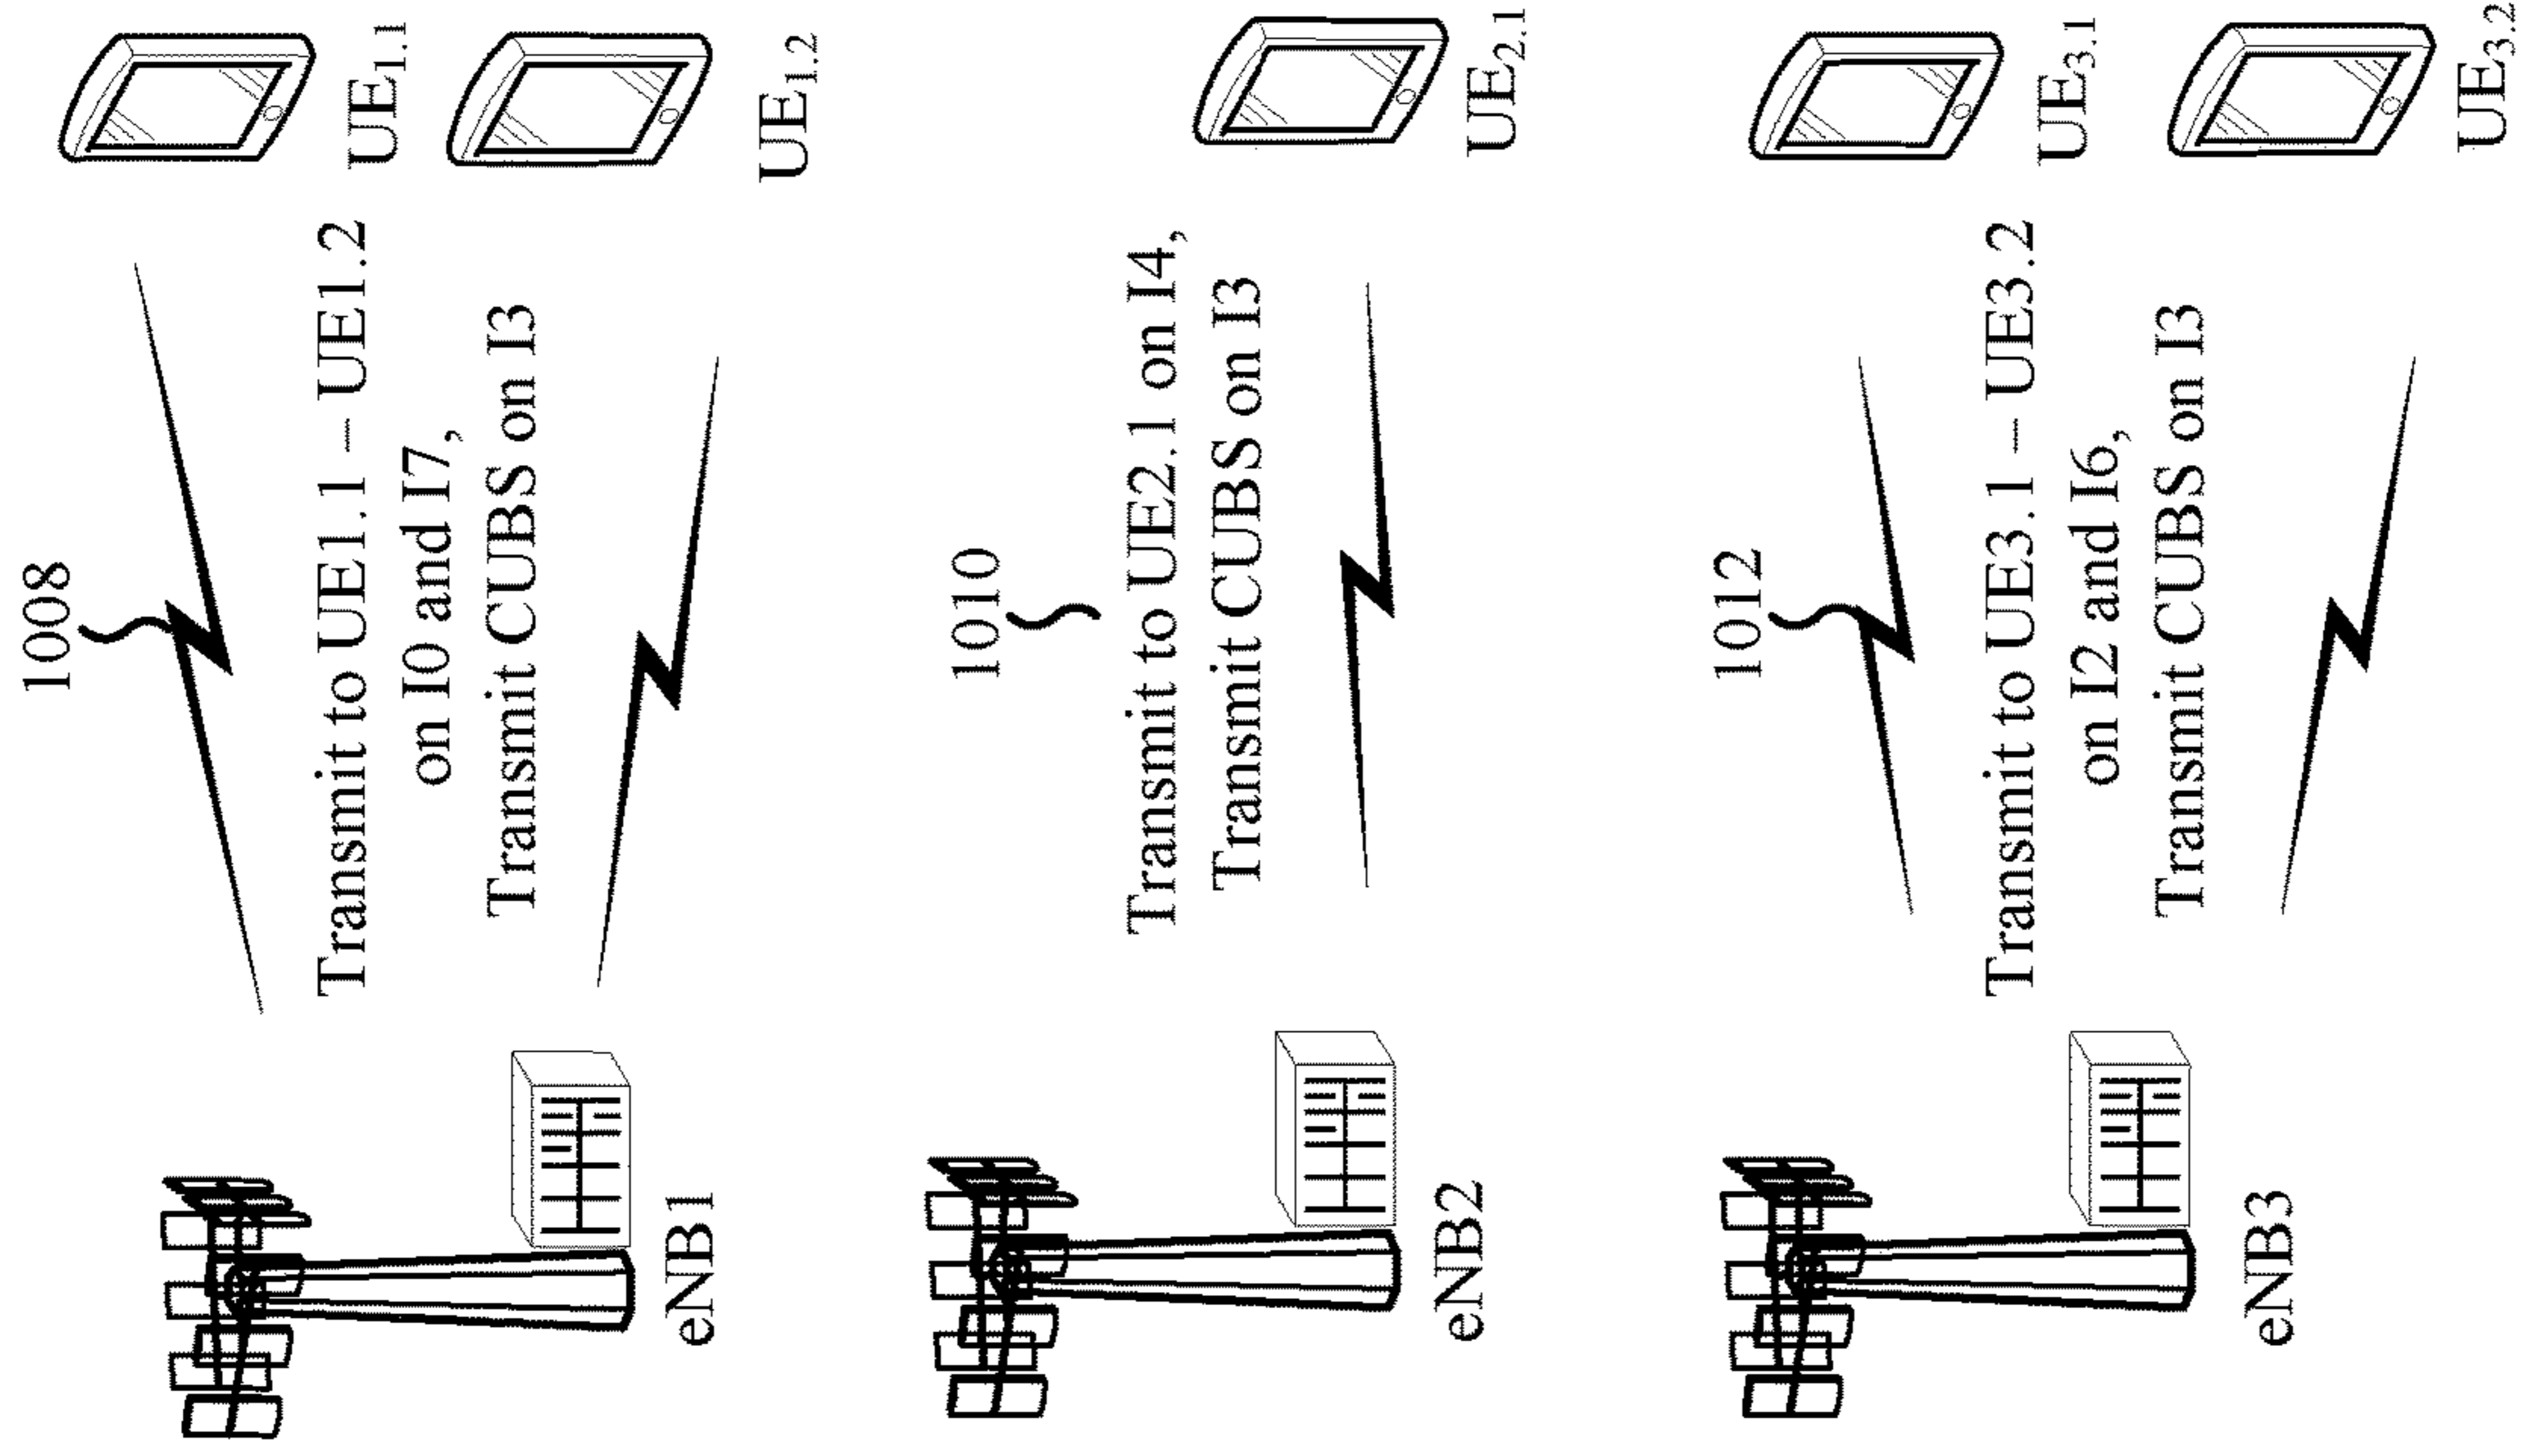 1008
Transmit to UE1.1 – UE1.2
on I0 and I7,
Transmit CUBS on I3
eNB1
UE1.1
UE1.2
1010
Transmit to UE2.1 on I4,
Transmit CUBS on I3
eNB2
UE2.1
1012
Transmit to UE3.1 – UE3.2
on I2 and I6,
Transmit CUBS on I3
eNB3
UE3.1
UE3.2